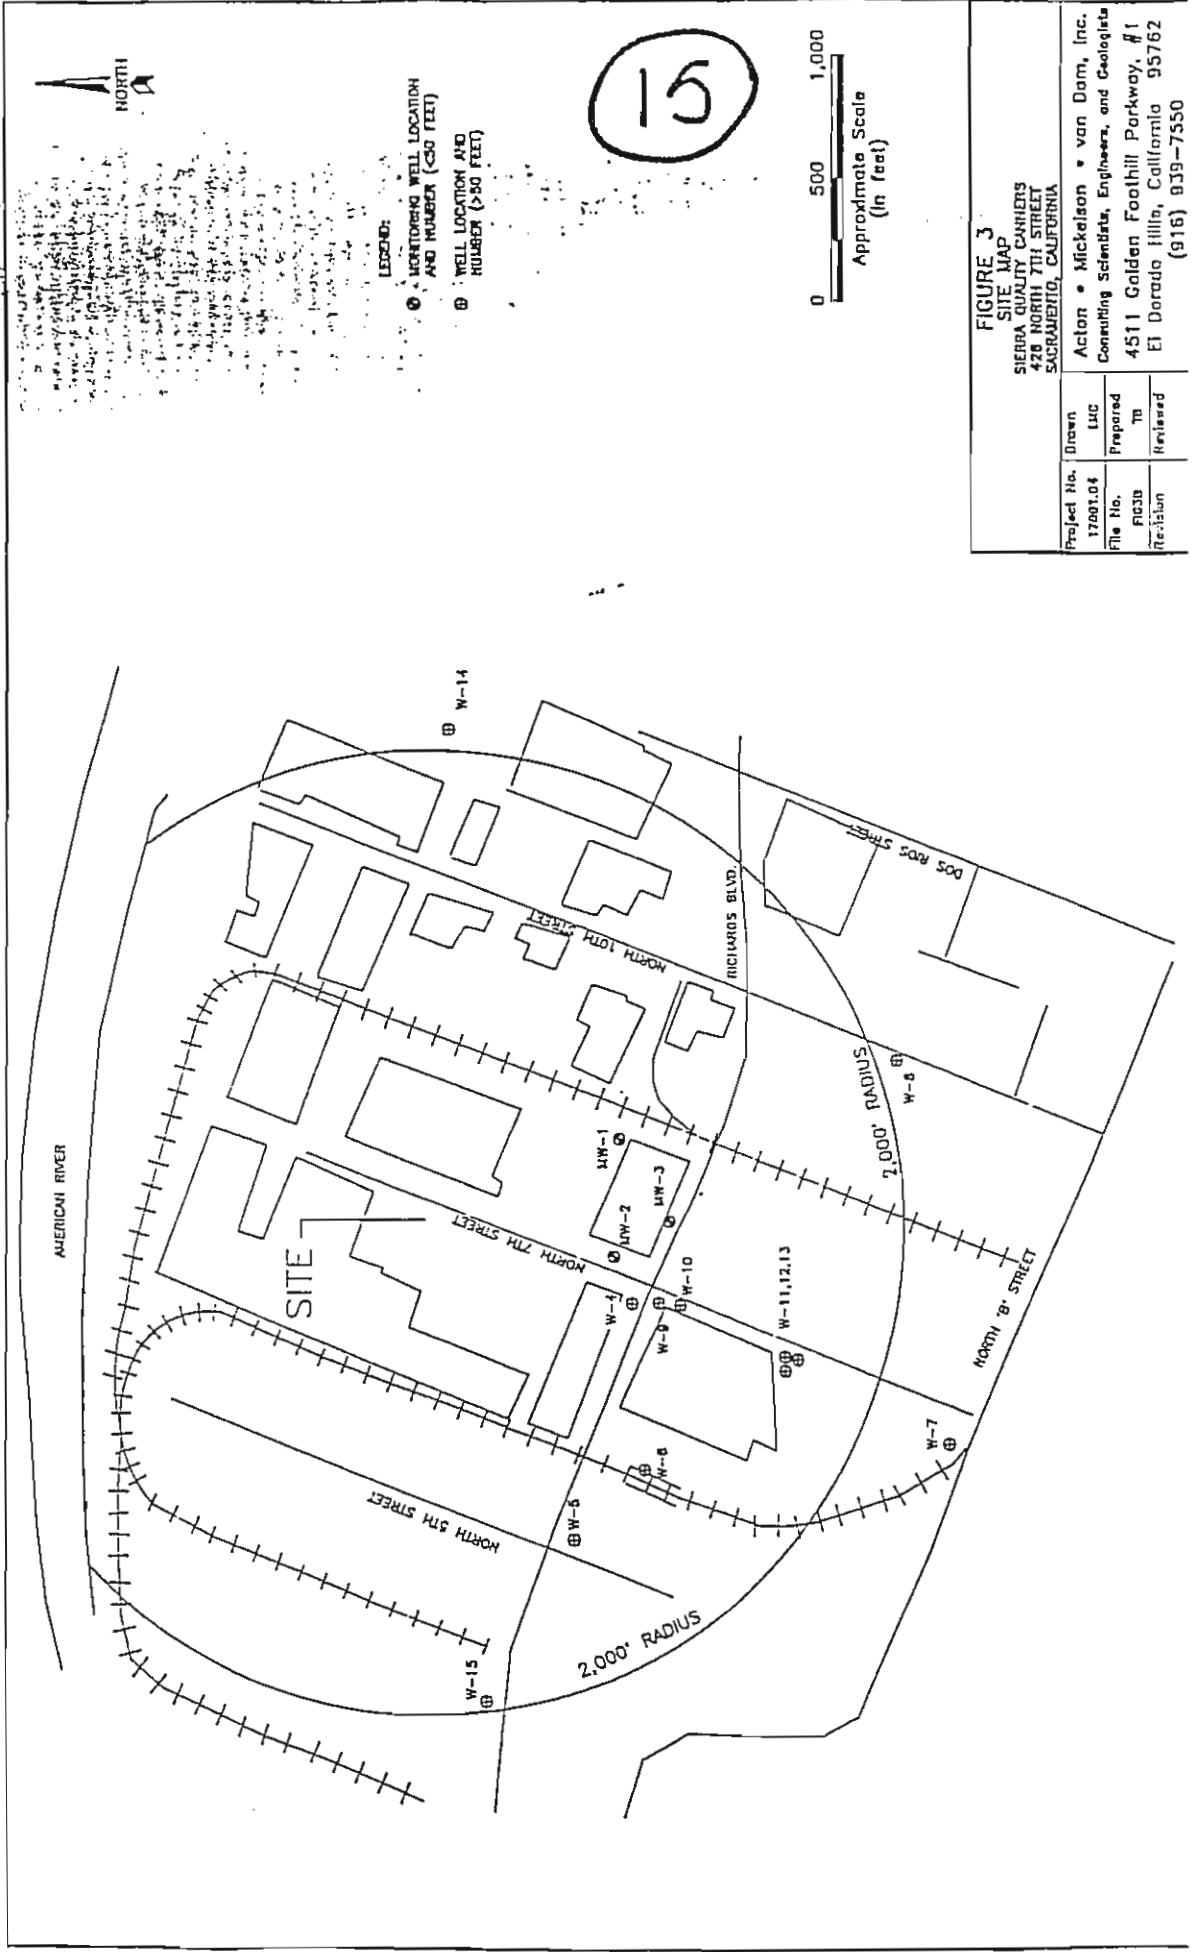 AMERICAN RIVER
NORTH
LEGEND:
MONITORING WELL LOCATION
AND NUMBER (<50 FEET)
WELL LOCATION AND
NUMBER (>50 FEET)
15
0 500 1,000
Approximate Scale
(In feet)
SITE
NORTH 5TH STREET
NORTH 7TH STREET
NORTH 10TH STREET
DOS RIOS STREET
RICHARDS BLVD.
NORTH 'B' STREET
2,000' RADIUS
2,000' RADIUS
MW-1
MW-2
MW-3
W-4
W-5
W-6
W-7
W-8
W-9
W-10
W-11,12,13
W-14
W-15
FIGURE 3
SITE MAP
SIERRA QUALITY CANNERS
428 NORTH 7TH STREET
SACRAMENTO, CALIFORNIA
Project No.
17001.04
Drawn
LMC
File No.
Prepared
Revision
Reviewed
Acton • Mickelson • van Dam, Inc.
Consulting Scientists, Engineers, and Geologists
4511 Golden Foothill Parkway, #1
El Dorado Hills, California 95762
(916) 939-7550